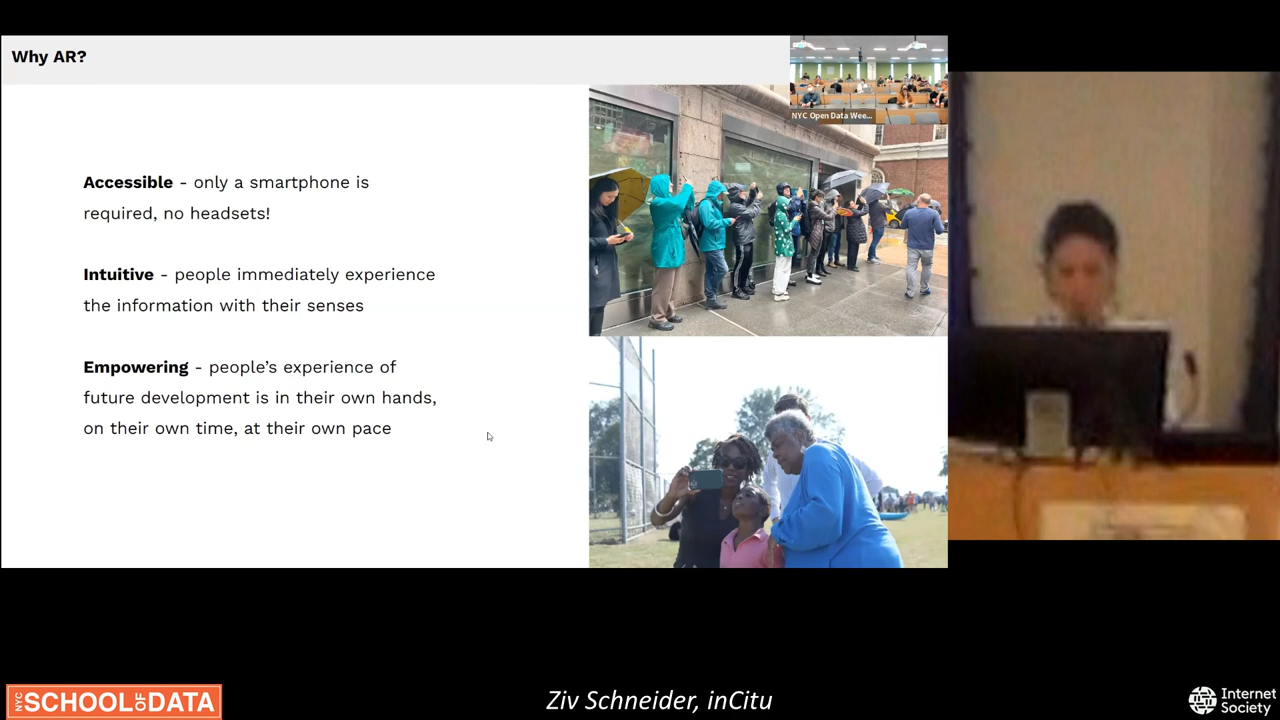 Why AR?
NYC Open Data Wee...
Accessible - only a smartphone is
required, no headsets!
Intuitive - people immediately experience
the information with their senses
Empowering - people’s experience of
future development is in their own hands,
on their own time, at their own pace
NYC SCHOOL OF DATA
Ziv Schneider, inCitu
Internet
Society